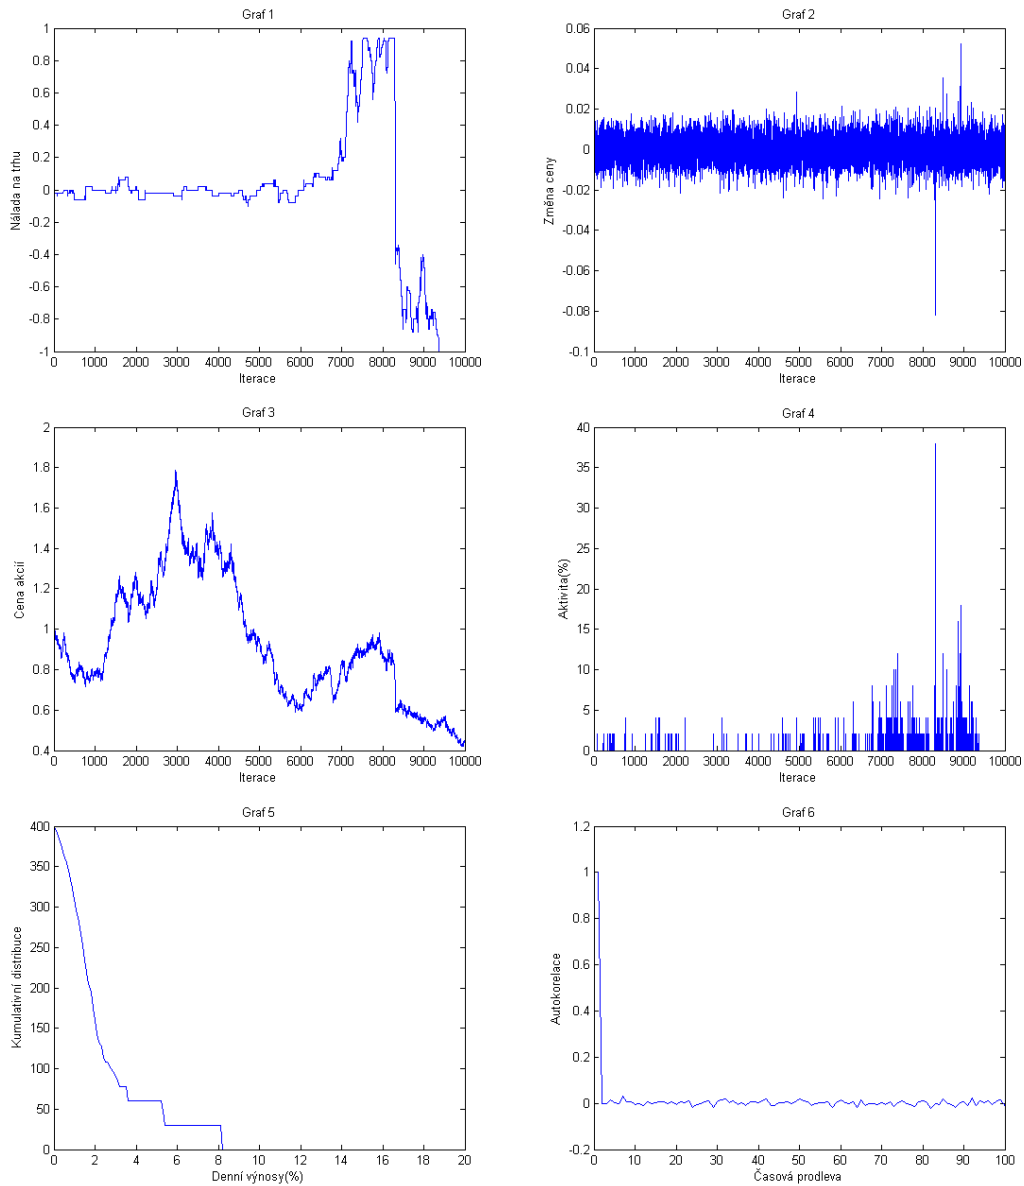 Graf 1
1
0.8
0.6
0.4
0.2
0
-0.2
-0.4
-0.6
-0.8
-1
Nálada na trhu
0 1000 2000 3000 4000 5000 6000 7000 8000 9000 10000
Iterace
Graf 2
0.06
0.04
0.02
0
-0.02
-0.04
-0.06
-0.08
-0.1
Změna ceny
0 1000 2000 3000 4000 5000 6000 7000 8000 9000 10000
Iterace
Graf 3
2
1.8
1.6
1.4
1.2
1
0.8
0.6
0.4
Cena akcií
0 1000 2000 3000 4000 5000 6000 7000 8000 9000 10000
Iterace
Graf 4
40
35
30
25
20
15
10
5
0
Aktivita(%)
0 1000 2000 3000 4000 5000 6000 7000 8000 9000 10000
Iterace
Graf 5
400
350
300
250
200
150
100
50
0
Kumulativní distribuce
0 2 4 6 8 10 12 14 16 18 20
Denní výnosy(%)
Graf 6
1.2
1
0.8
0.6
0.4
0.2
0
-0.2
Autokorelace
0 10 20 30 40 50 60 70 80 90 100
Časová prodleva